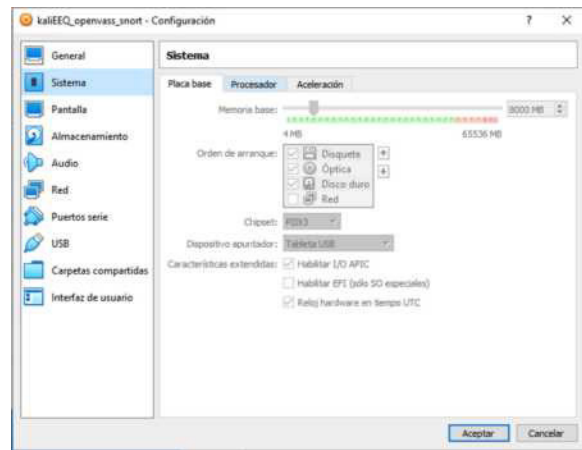 kaliEEQ_openvass_snort - Configuración
General
Sistema
Pantalla
Almacenamiento
Audio
Red
Puertos serie
USB
Carpetas compartidas
Interfaz de usuario
Sistema
Placa base Procesador Aceleración
Memoria base: 8000 MB
4 MB 65536 MB
Orden de arranque: Disquete
Óptica
Disco duro
Red
Chipset: PIIX3
Dispositivo apuntador: Tableta USB
Características extendidas: Habilitar I/O APIC
Habilitar EFI (sólo SO especiales)
Reloj hardware en tiempo UTC
Aceptar Cancelar